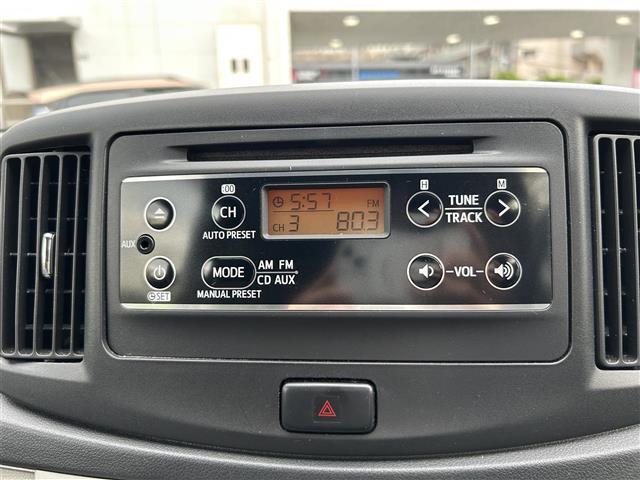 :00
CH
AUTO PRESET
5:57
FM
CH 3 80.3
H
M
TUNE
TRACK
AUX
MODE
AM FM
CD AUX
MANUAL PRESET
SET
-VOL-